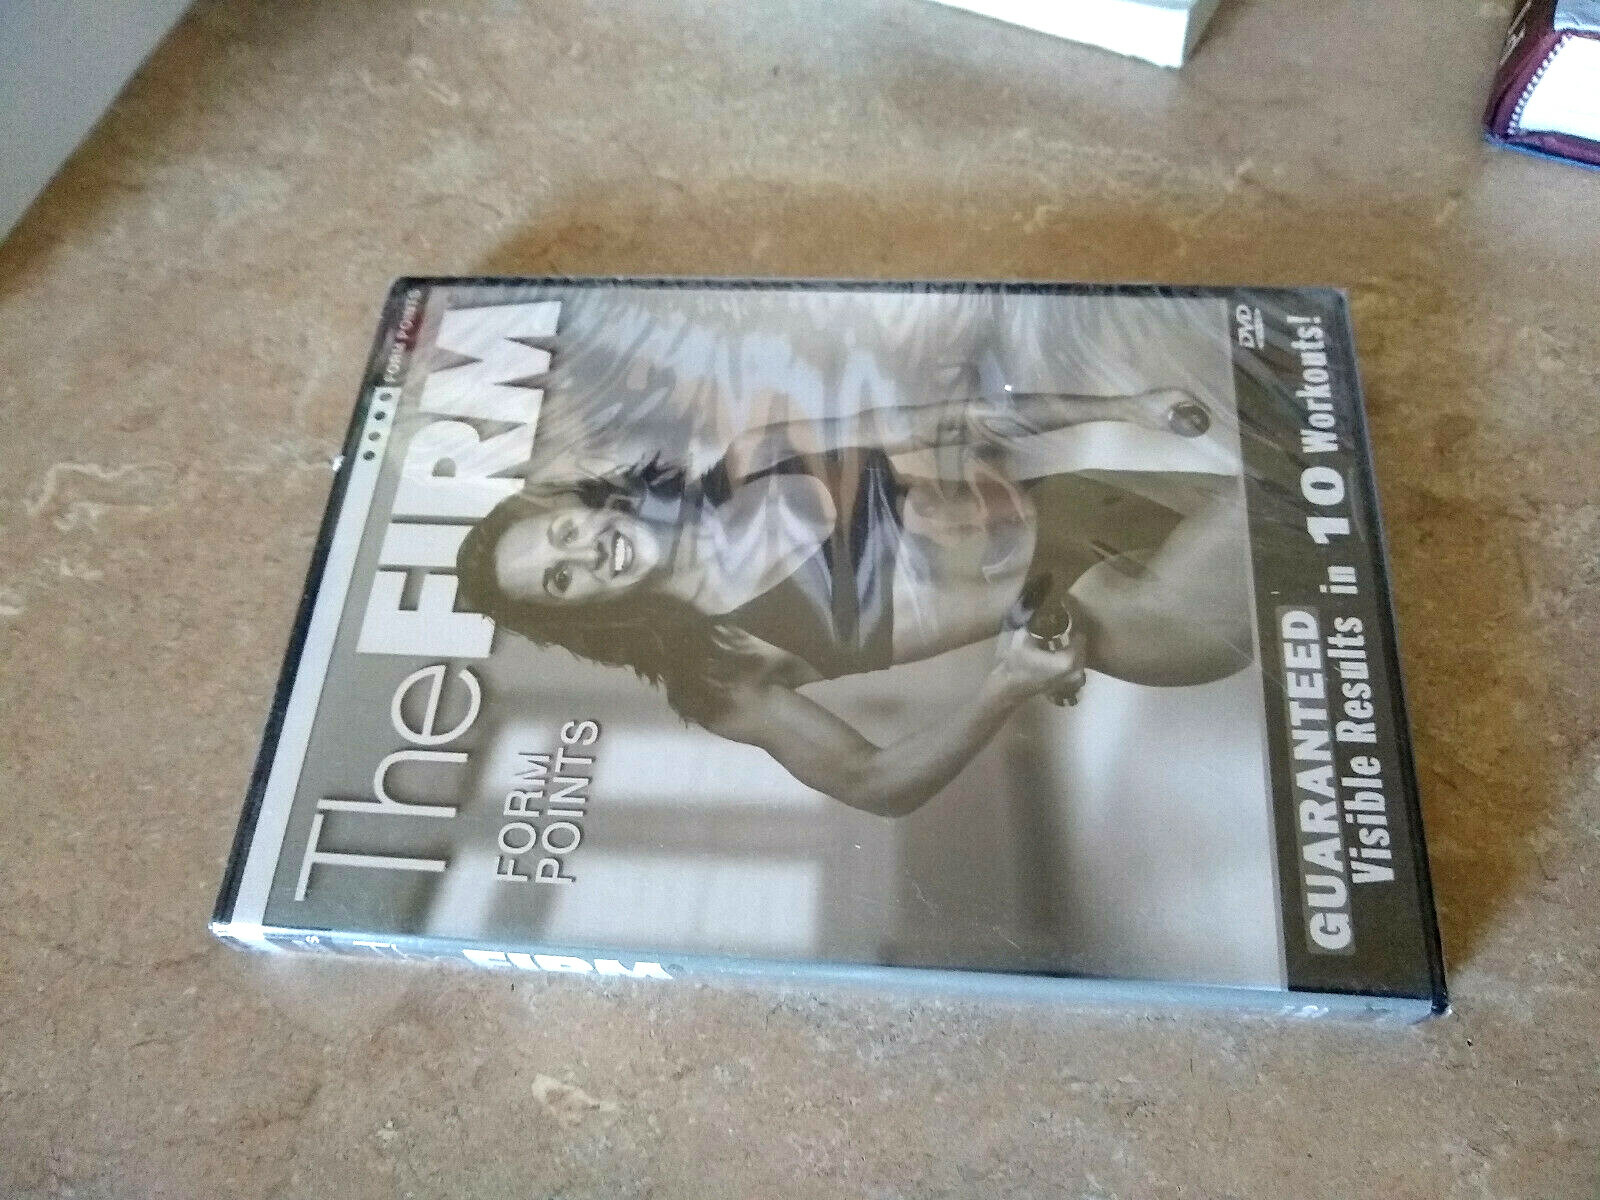 FORM POINTS
The FIRM
FORM
POINTS
DVD
GUARANTEED
Visible Results in 10 Workouts!
The FIRM